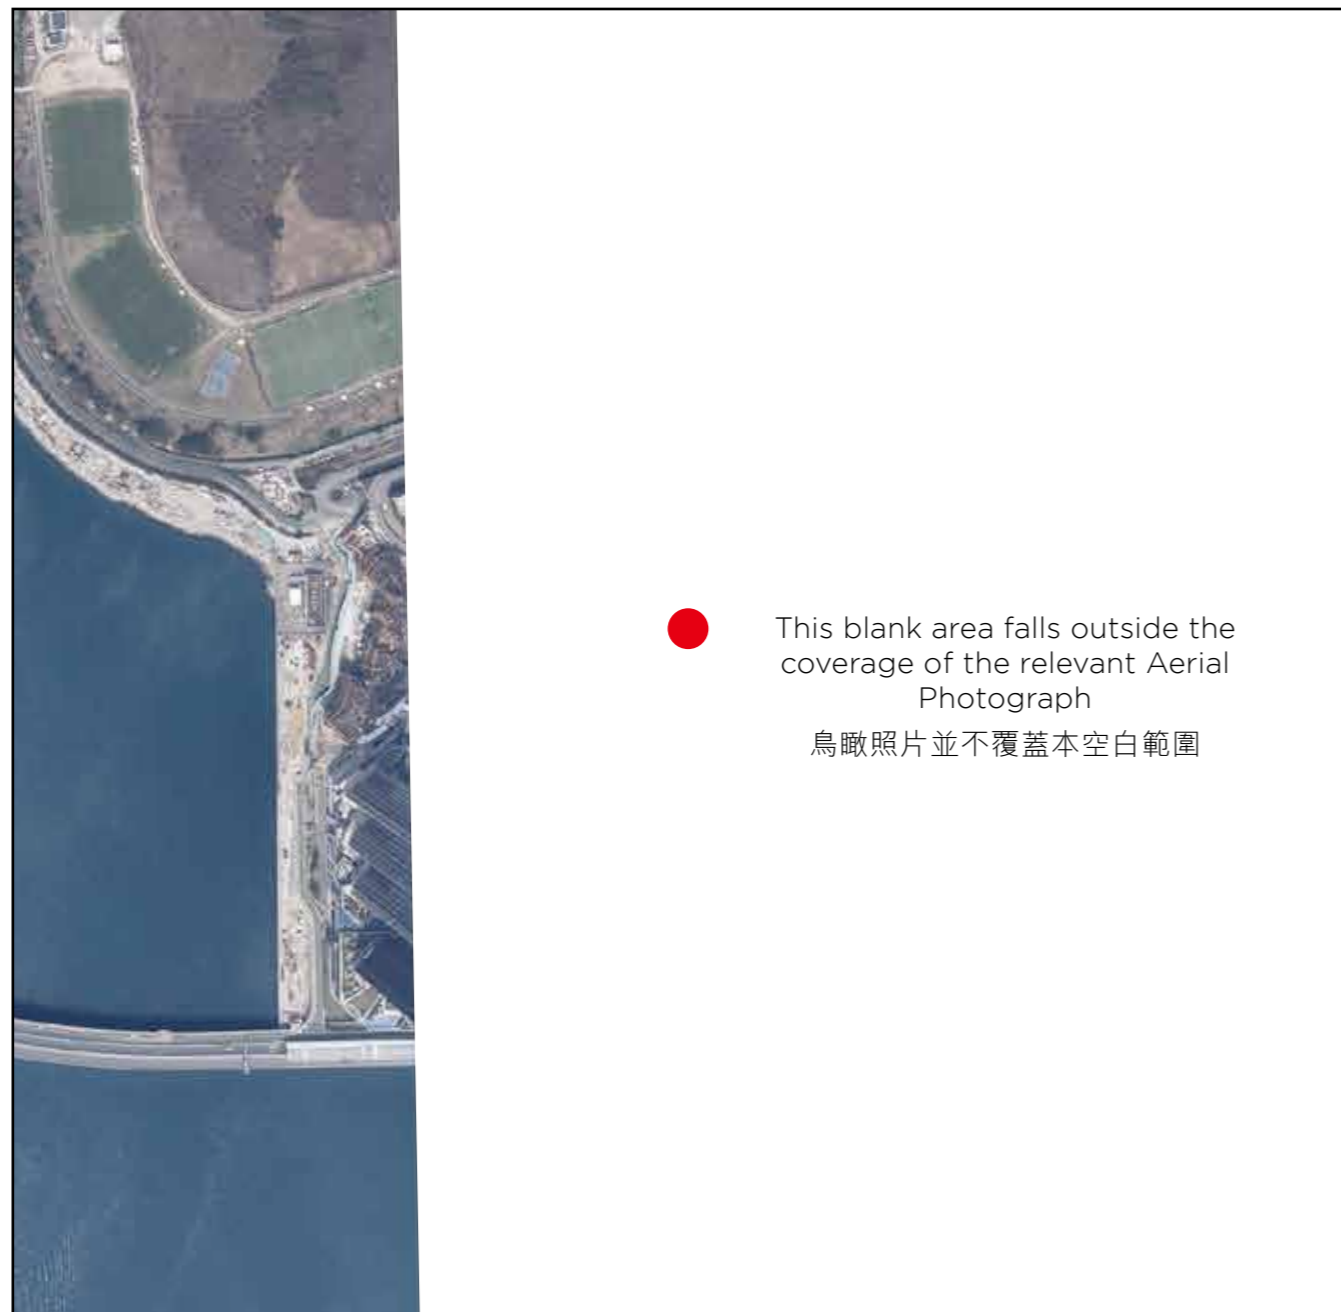 This blank area falls outside the
coverage of the relevant Aerial
Photograph
鳥瞰照片並不覆蓋本空白範圍